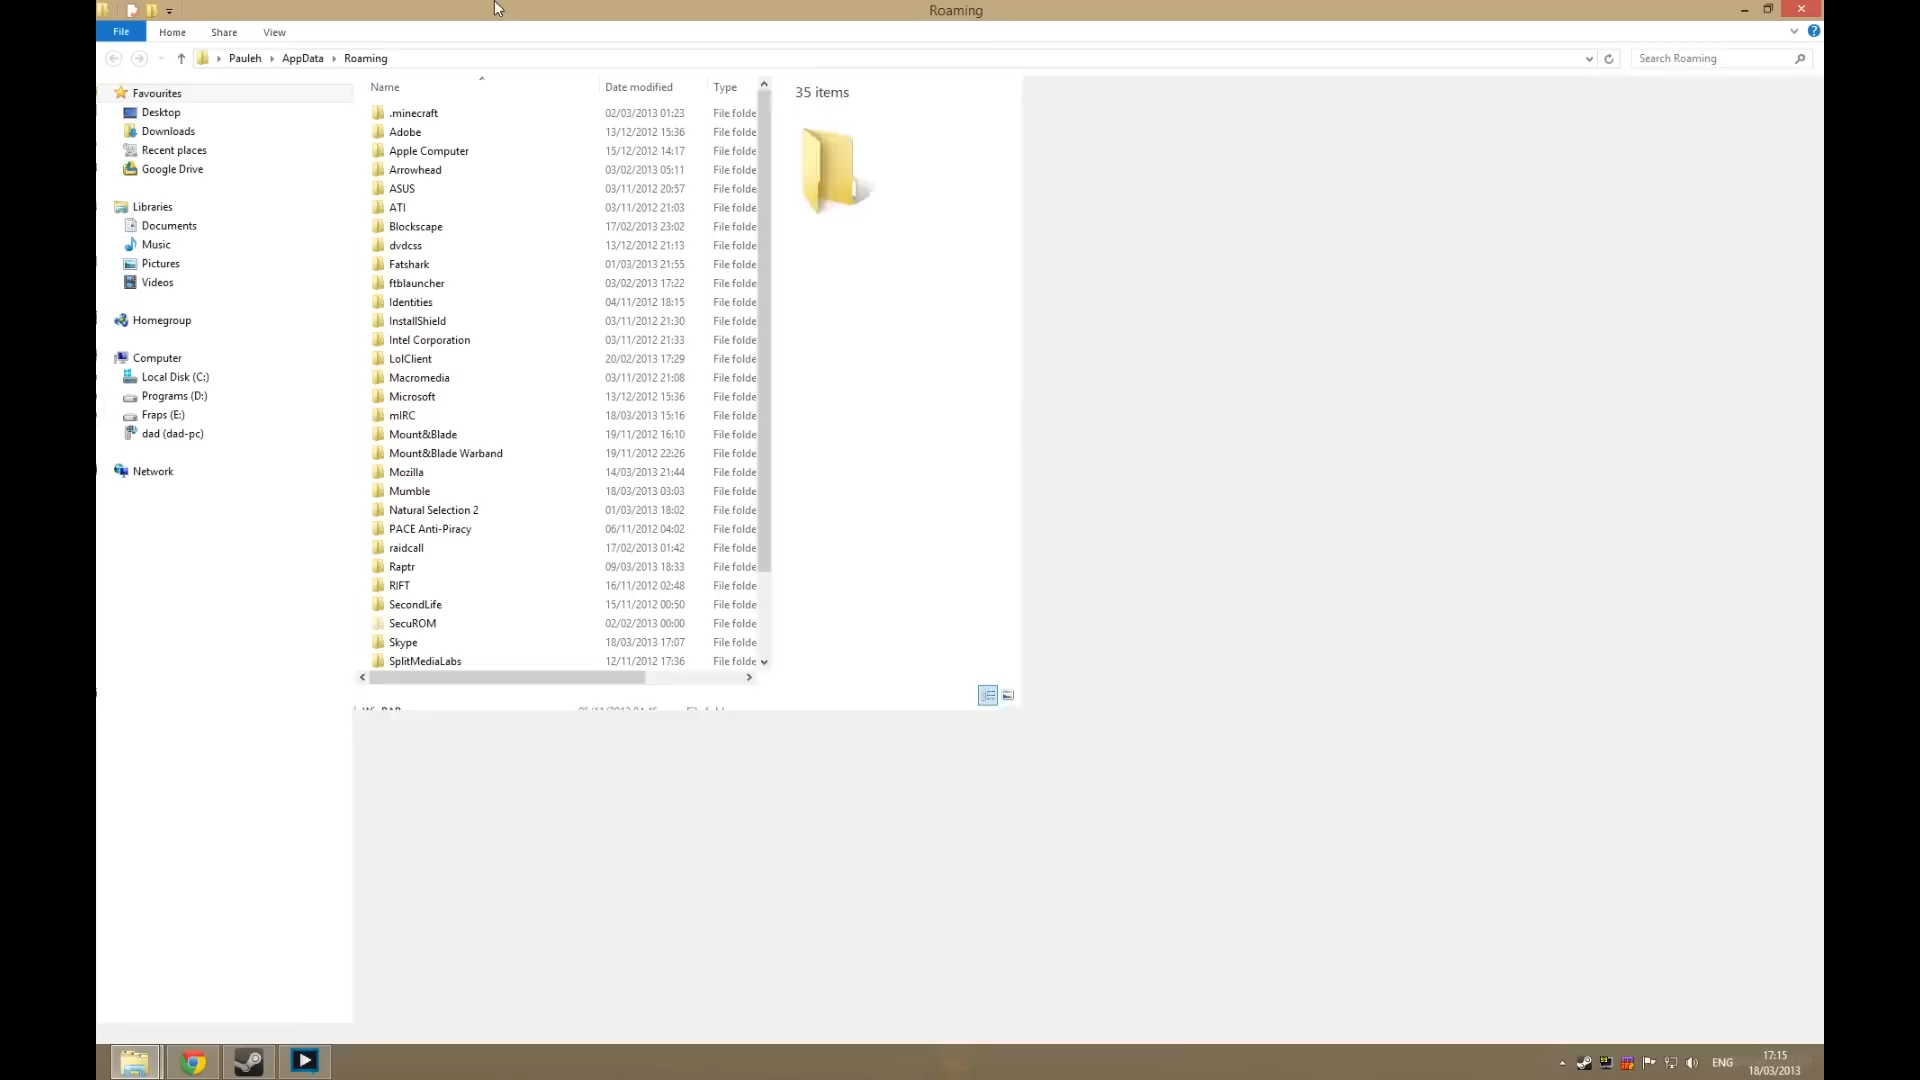 Roaming
File Home Share View
Pauleh AppData Roaming Search Roaming
Favourites
Desktop
Downloads
Recent places
Google Drive
Libraries
Documents
Music
Pictures
Videos
Homegroup
Computer
Local Disk (C:)
Programs (D:)
Fraps (E:)
dad (dad-pc)
Network
Name Date modified Type
.minecraft 02/03/2013 01:23 File folde
Adobe 13/12/2012 15:36 File folde
Apple Computer 15/12/2012 14:17 File folde
Arrowhead 03/02/2013 05:11 File folde
ASUS 03/11/2012 20:57 File folde
ATI 03/11/2012 21:03 File folde
Blockscape 17/02/2013 23:02 File folde
dvdcss 13/12/2012 21:13 File folde
Fatshark 01/03/2013 21:55 File folde
ftblauncher 03/02/2013 17:22 File folde
Identities 04/11/2012 18:15 File folde
InstallShield 03/11/2012 21:30 File folde
Intel Corporation 03/11/2012 21:33 File folde
LolClient 20/02/2013 17:29 File folde
Macromedia 03/11/2012 21:08 File folde
Microsoft 13/12/2012 15:36 File folde
mIRC 18/03/2013 15:16 File folde
Mount&Blade 19/11/2012 16:10 File folde
Mount&Blade Warband 19/11/2012 22:26 File folde
Mozilla 14/03/2013 21:44 File folde
Mumble 18/03/2013 03:03 File folde
Natural Selection 2 01/03/2013 18:02 File folde
PACE Anti-Piracy 06/11/2012 04:02 File folde
raidcall 17/02/2013 01:42 File folde
Raptr 09/03/2013 18:33 File folde
RIFT 16/11/2012 02:48 File folde
SecondLife 15/11/2012 00:50 File folde
SecuROM 02/02/2013 00:00 File folde
Skype 18/03/2013 17:07 File folde
SplitMediaLabs 12/11/2012 17:36 File folde
35 items
ENG
17:15
18/03/2013